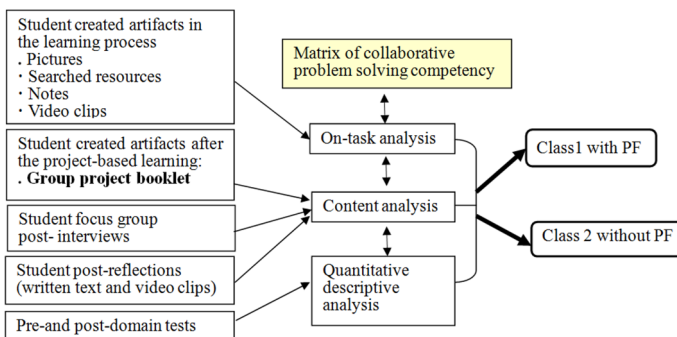 Student created artifacts in
the learning process
. Pictures
· Searched resources
· Notes
· Video clips
Student created artifacts after
the project-based learning:
. Group project booklet
Student focus group
post- interviews
Student post-reflections
(written text and video clips)
Pre-and post-domain tests
Matrix of collaborative
problem solving competency
On-task analysis
Content analysis
Quantitative
descriptive
analysis
Class1 with PF
Class 2 without PF